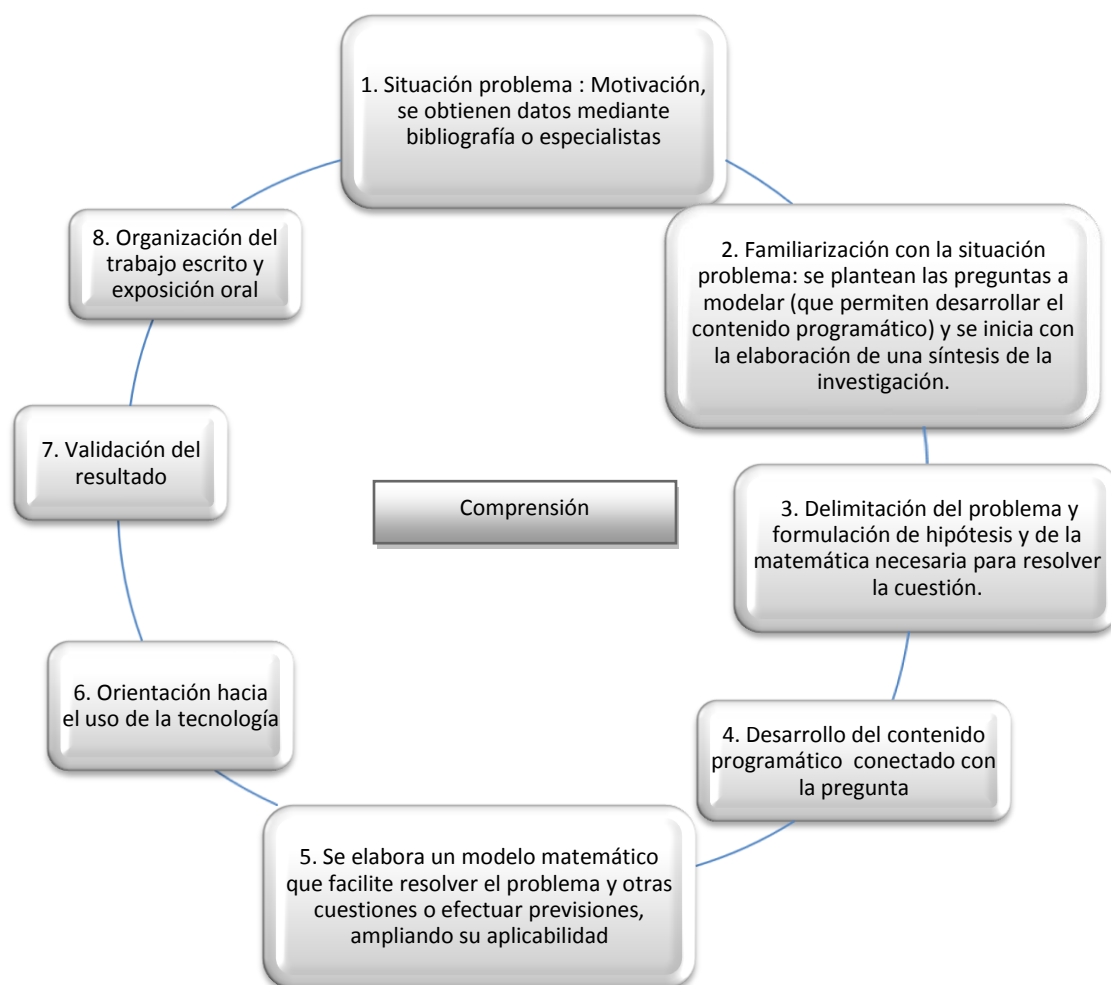 1. Situación problema : Motivación,
se obtienen datos mediante
bibliografía o especialistas
2. Familiarización con la situación
problema: se plantean las preguntas a
modelar (que permiten desarrollar el
contenido programático) y se inicia con
la elaboración de una síntesis de la
investigación.
3. Delimitación del problema y
formulación de hipótesis y de la
matemática necesaria para resolver
la cuestión.
4. Desarrollo del contenido
programático conectado con
la pregunta
5. Se elabora un modelo matemático
que facilite resolver el problema y otras
cuestiones o efectuar previsiones,
ampliando su aplicabilidad
6. Orientación hacia
el uso de la tecnología
7. Validación del
resultado
8. Organización del
trabajo escrito y
exposición oral
Comprensión